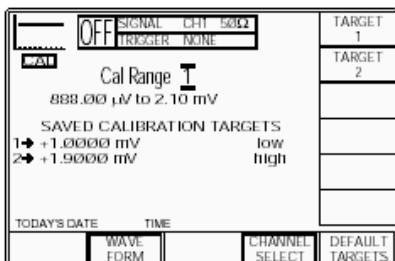 OFF
SIGNAL CH1 50Ω
TRIGGER NONE
CAL
Cal Range 1
888.00 µV to 2.10 mV
SAVED CALIBRATION TARGETS
1➔ +1.0000 mV low
2➔ +1.9000 mV high
TODAY'S DATE TIME
TARGET
1
TARGET
2
WAVE
FORM
CHANNEL
SELECT
DEFAULT
TARGETS